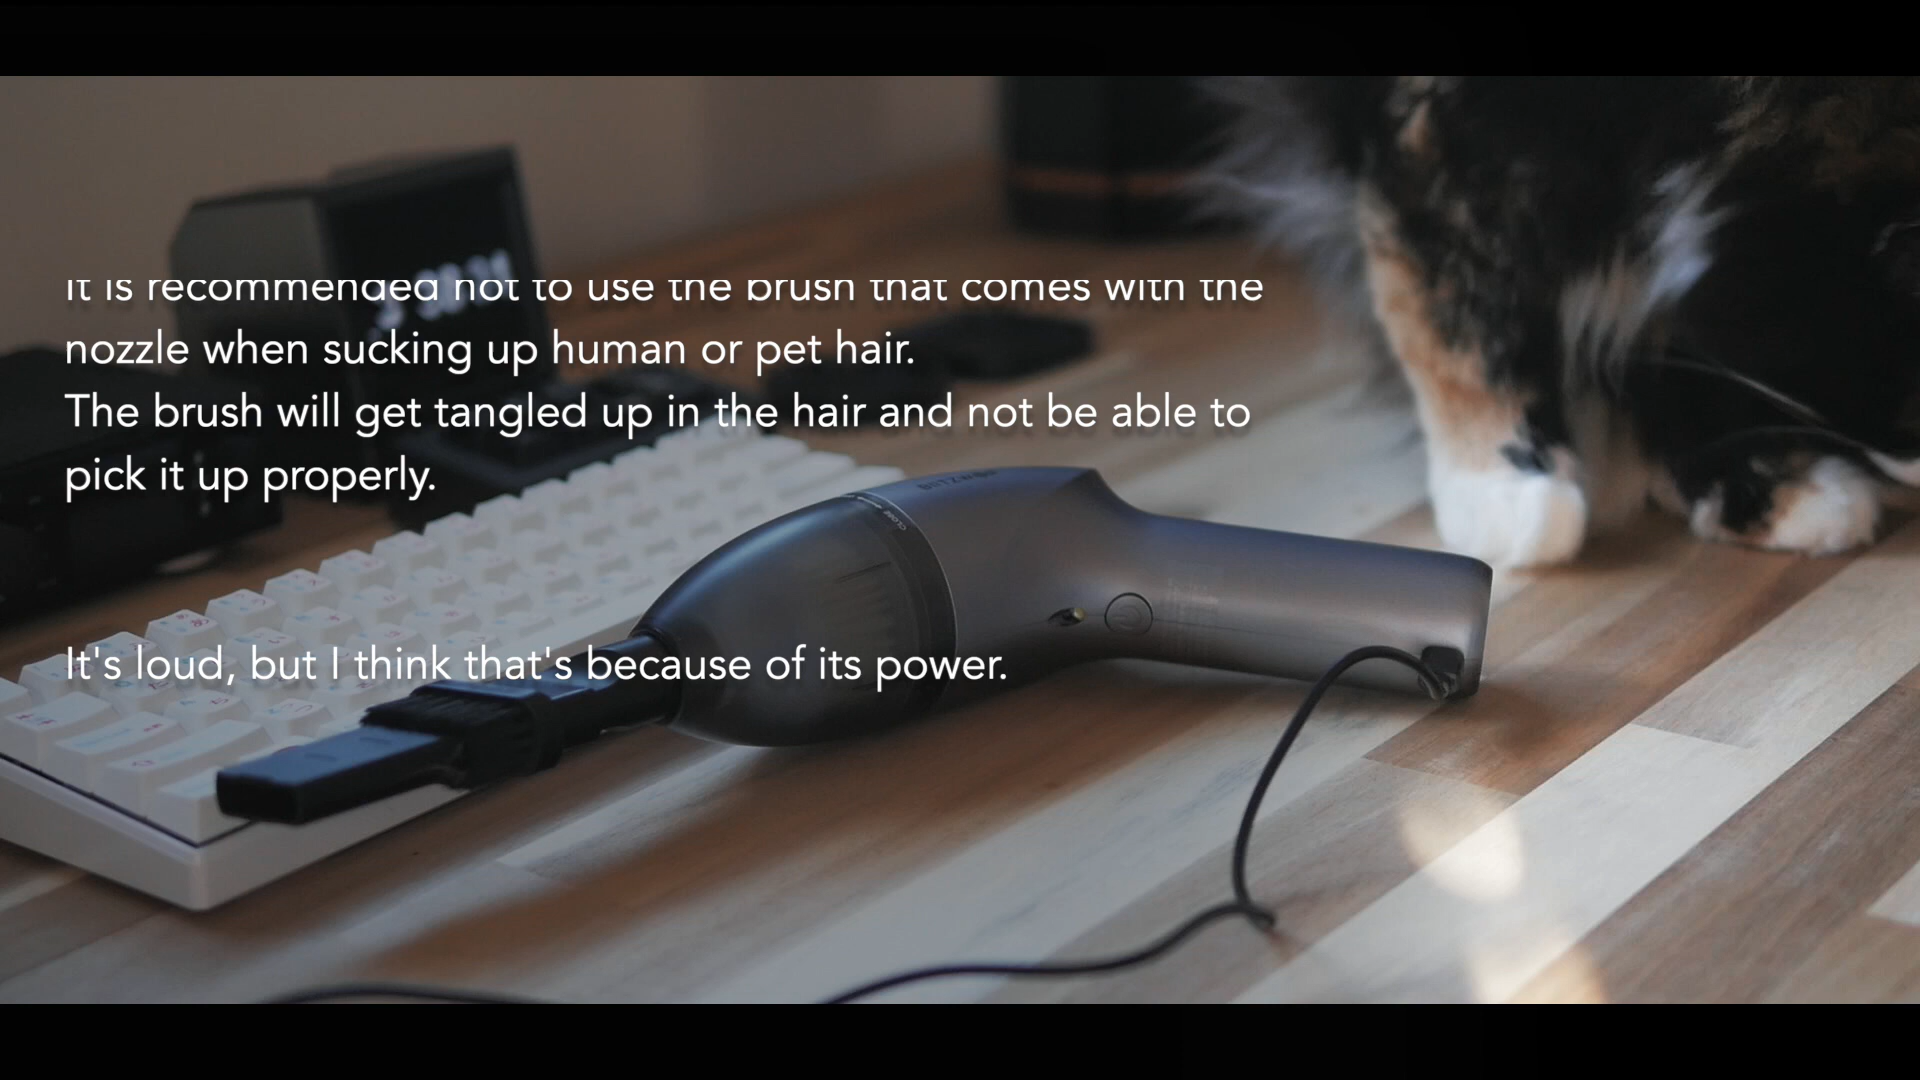 It is recommended not to use the brush that comes with the
nozzle when sucking up human or pet hair.
The brush will get tangled up in the hair and not be able to
pick it up properly.
It's loud, but I think that's because of its power.